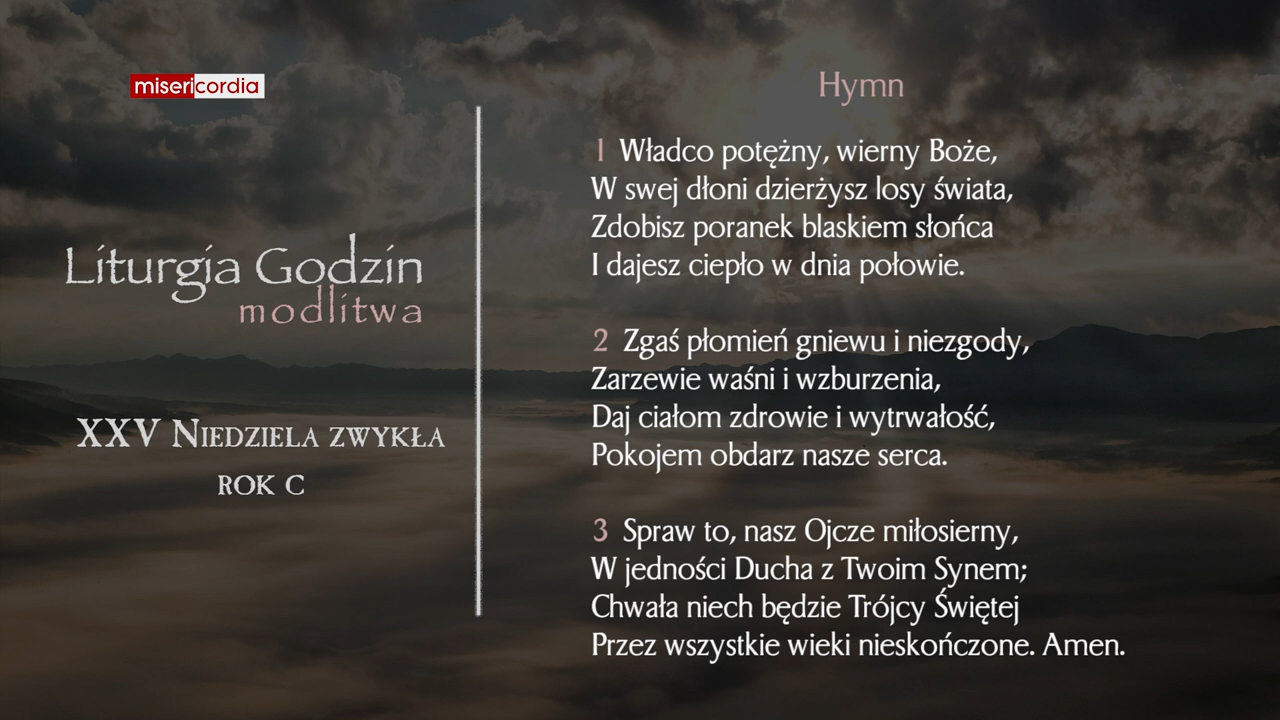 misericordia
Liturgia Godzin
modlitwa
XXV Niedziela zwykła
rok C
Hymn
1 Władco potężny, wierny Boże,
W swej dłoni dzierżysz losy świata,
Zdobisz poranek blaskiem słońca
I dajesz ciepło w dnia połowie.
2 Zgaś płomień gniewu i niezgody,
Zarzewie waśni i wzburzenia,
Daj ciałom zdrowie i wytrwałość,
Pokojem obdarz nasze serca.
3 Spraw to, nasz Ojcze miłosierny,
W jedności Ducha z Twoim Synem;
Chwała niech będzie Trójcy Świętej
Przez wszystkie wieki nieskończone. Amen.